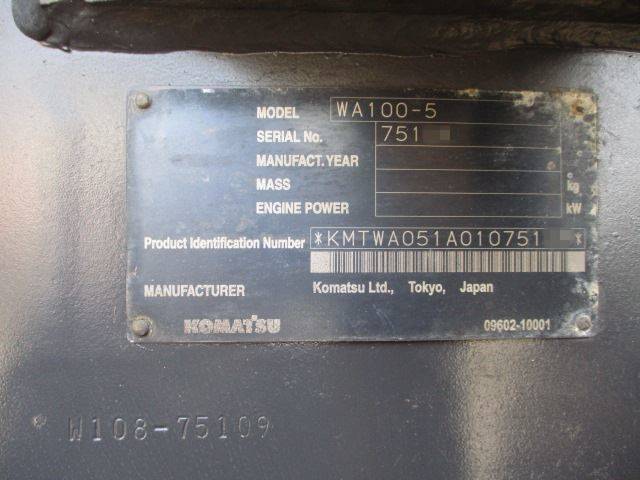 MODEL WA100-5
SERIAL No. 751
MANUFACT. YEAR
MASS kg
ENGINE POWER kW
Product Identification Number *KMTWA051A010751 *
MANUFACTURER Komatsu Ltd., Tokyo, Japan
KOMATSU 09602-10001
W108-75109